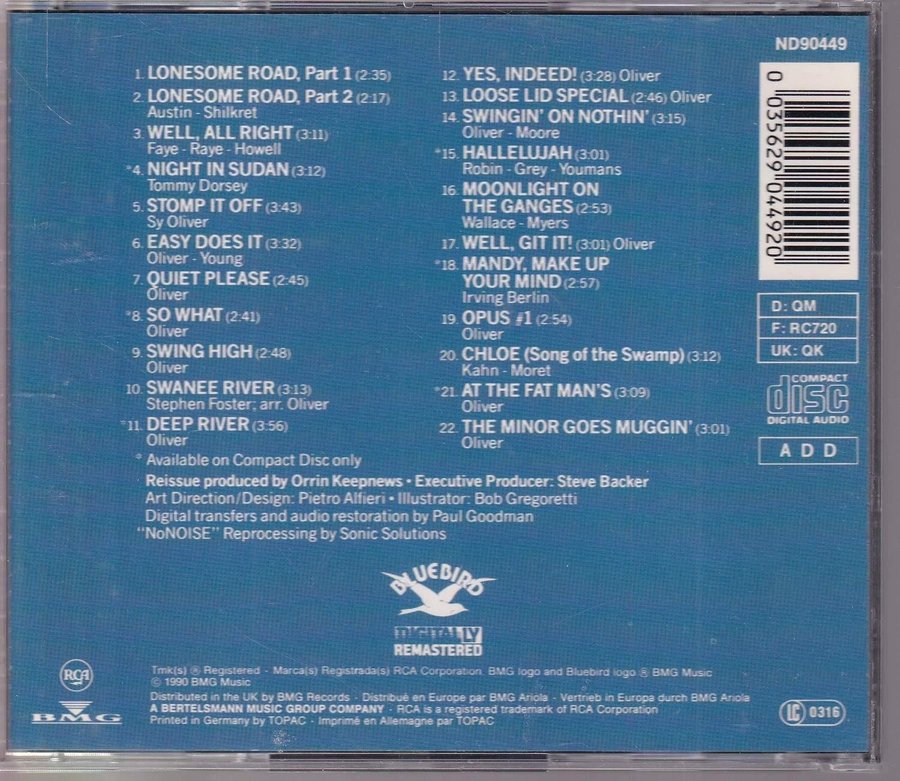 1. LONESOME ROAD, Part 1 (2:35)
2. LONESOME ROAD, Part 2 (2:17)
Austin - Shilkret
3. WELL, ALL RIGHT (3:11)
Faye - Raye - Howell
*4. NIGHT IN SUDAN (3:12)
Tommy Dorsey
5. STOMP IT OFF (3:43)
Sy Oliver
6. EASY DOES IT (3:32)
Oliver - Young
7. QUIET PLEASE (2:45)
Oliver
*8. SO WHAT (2:41)
Oliver
9. SWING HIGH (2:48)
Oliver
10. SWANEE RIVER (3:13)
Stephen Foster; arr. Oliver
*11. DEEP RIVER (3:56)
Oliver
12. YES, INDEED! (3:28) Oliver
13. LOOSE LID SPECIAL (2:46) Oliver
14. SWINGIN' ON NOTHIN' (3:15)
Oliver - Moore
*15. HALLELUJAH (3:01)
Robin - Grey - Youmans
16. MOONLIGHT ON
THE GANGES (2:53)
Wallace - Myers
17. WELL, GIT IT! (3:01) Oliver
*18. MANDY, MAKE UP
YOUR MIND (2:57)
Irving Berlin
19. OPUS #1 (2:54)
Oliver
20. CHLOE (Song of the Swamp) (3:12)
Kahn - Moret
*21. AT THE FAT MAN'S (3:09)
Oliver
22. THE MINOR GOES MUGGIN' (3:01)
Oliver
* Available on Compact Disc only
Reissue produced by Orrin Keepnews • Executive Producer: Steve Backer
Art Direction/Design: Pietro Alfieri • Illustrator: Bob Gregoretti
Digital transfers and audio restoration by Paul Goodman
"NoNOISE" Reprocessing by Sonic Solutions
ND90449
0 035629 044920
D: QM
F: RC720
UK: QK
COMPACT
disc
DIGITAL AUDIO
A D D
BLUEBIRD
DIGITALLY
REMASTERED
RCA
BMG
Tmk(s) ® Registered - Marca(s) Registrada(s) RCA Corporation. BMG logo and Bluebird logo ® BMG Music
© 1990 BMG Music
Distributed in the UK by BMG Records - Distribué en Europe par BMG Ariola - Vertrieb in Europa durch BMG Ariola
A BERTELSMANN MUSIC GROUP COMPANY - RCA is a registered trademark of RCA Corporation
Printed in Germany by TOPAC - Imprimé en Allemagne par TOPAC
LC 0316